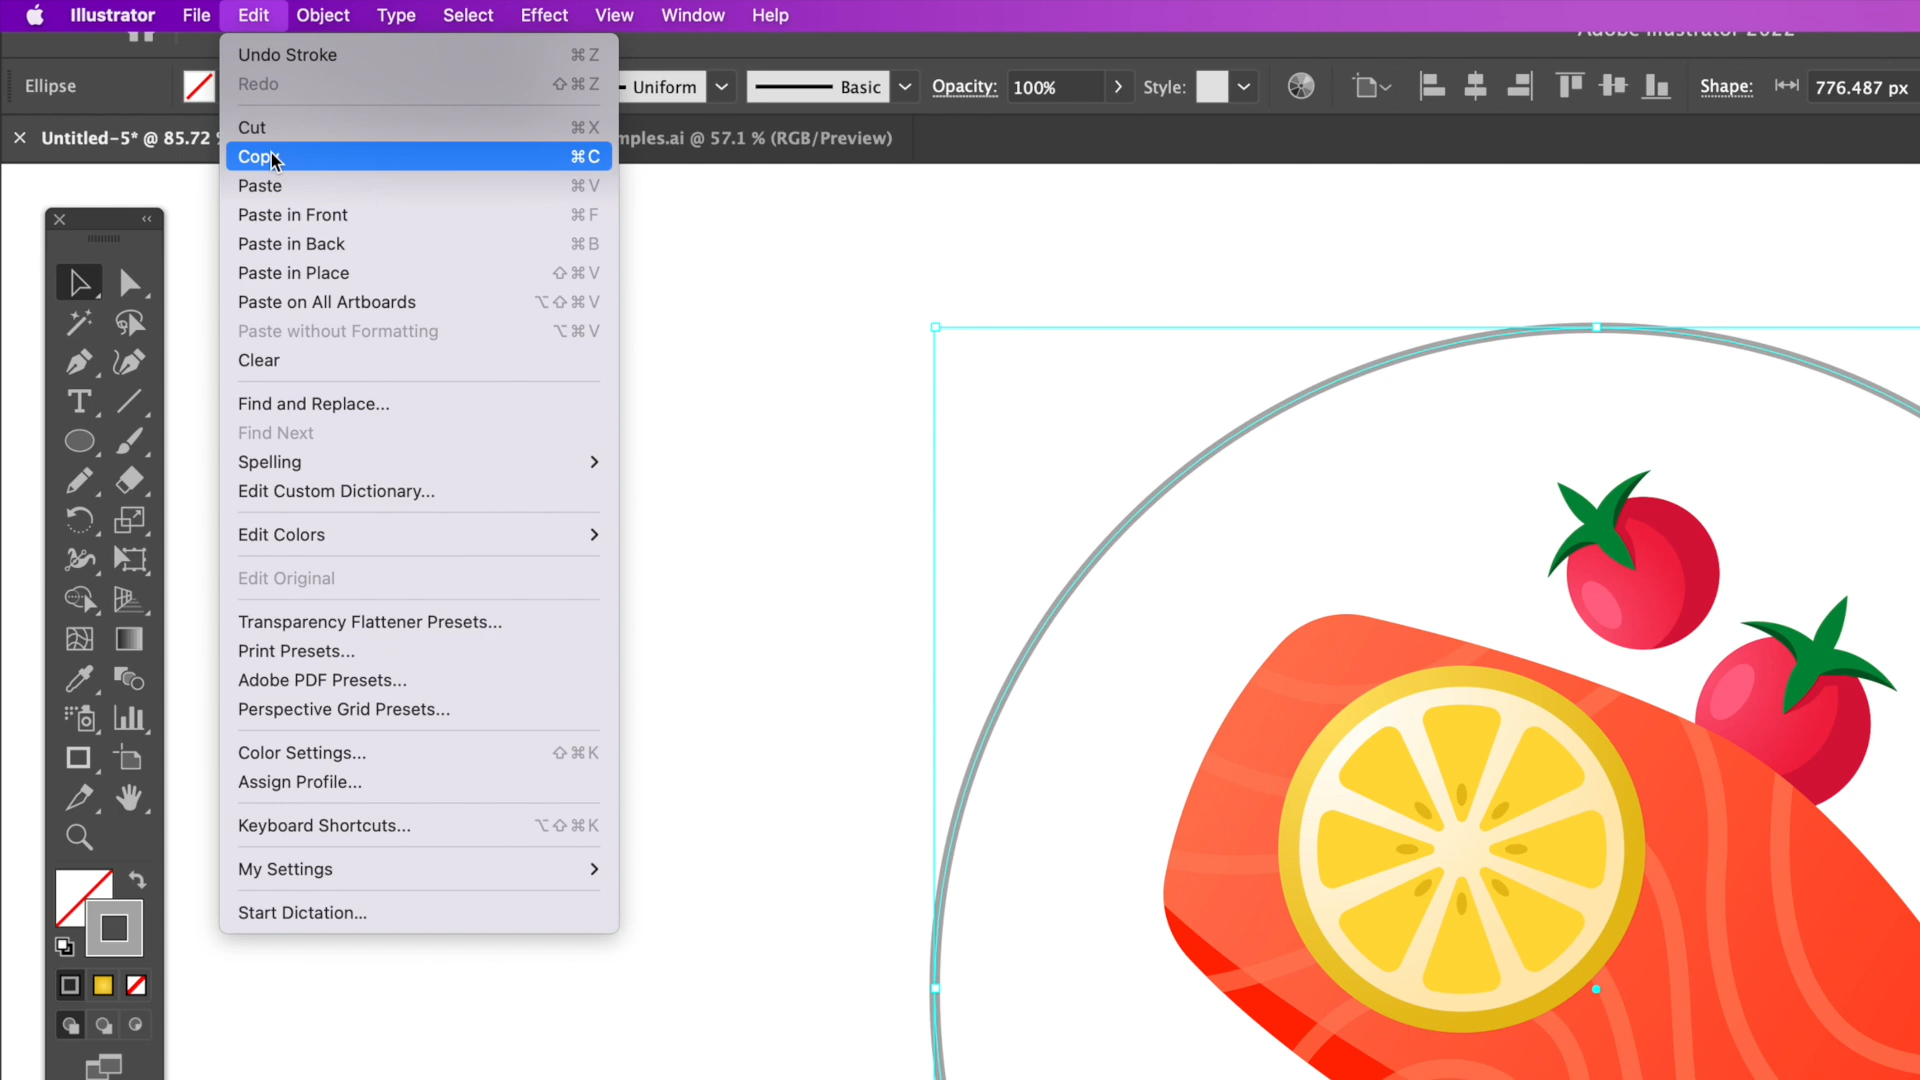 Illustrator File Edit Object Type Select Effect View Window Help
Adobe Illustrator 2022
Ellipse Uniform Basic Opacity: 100% Style: Shape: 776.487 px
Untitled-5* @ 85.72 mples.ai @ 57.1 % (RGB/Preview)
Undo Stroke ⌘Z
Redo ⇧⌘Z
Cut ⌘X
Copy ⌘C
Paste ⌘V
Paste in Front ⌘F
Paste in Back ⌘B
Paste in Place ⇧⌘V
Paste on All Artboards ⌥⇧⌘V
Paste without Formatting ⌥⌘V
Clear
Find and Replace...
Find Next
Spelling
Edit Custom Dictionary...
Edit Colors
Edit Original
Transparency Flattener Presets...
Print Presets...
Adobe PDF Presets...
Perspective Grid Presets...
Color Settings... ⇧⌘K
Assign Profile...
Keyboard Shortcuts... ⌥⇧⌘K
My Settings
Start Dictation...